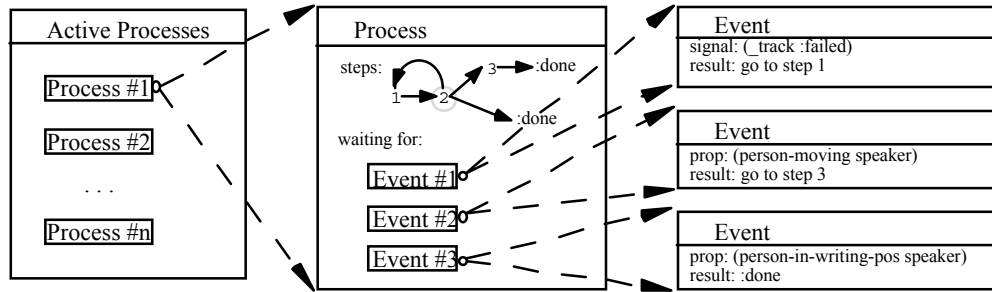 Active Processes
Process #1
Process #2
. . .
Process #n
Process
steps:
3
:done
1
2
:done
waiting for:
Event #1
Event #2
Event #3
Event
signal: (_track :failed)
result: go to step 1
Event
prop: (person-moving speaker)
result: go to step 3
Event
prop: (person-in-writing-pos speaker)
result: :done